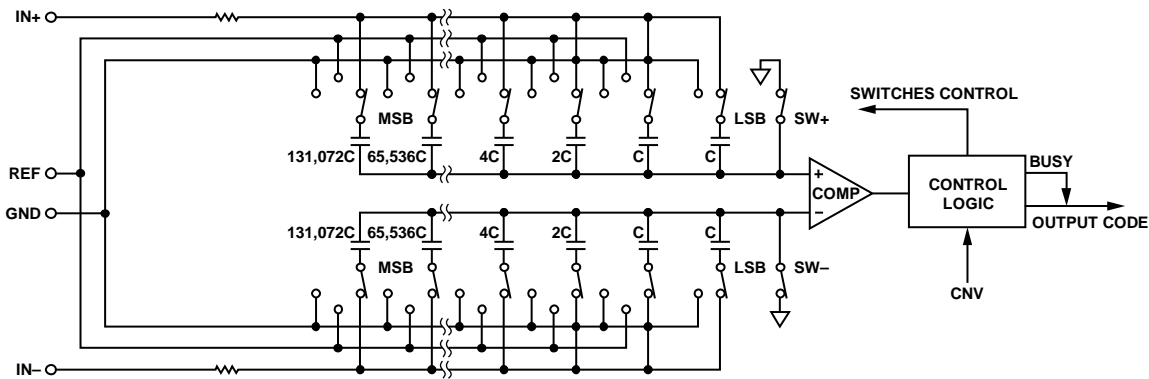 IN+
SWITCHES CONTROL
MSB
LSB
SW+
131,072C 65,536C 4C 2C C C
BUSY
REF
+
COMP
–
CONTROL
LOGIC
GND
OUTPUT CODE
131,072C 65,536C 4C 2C C C
MSB
LSB
SW–
CNV
IN–